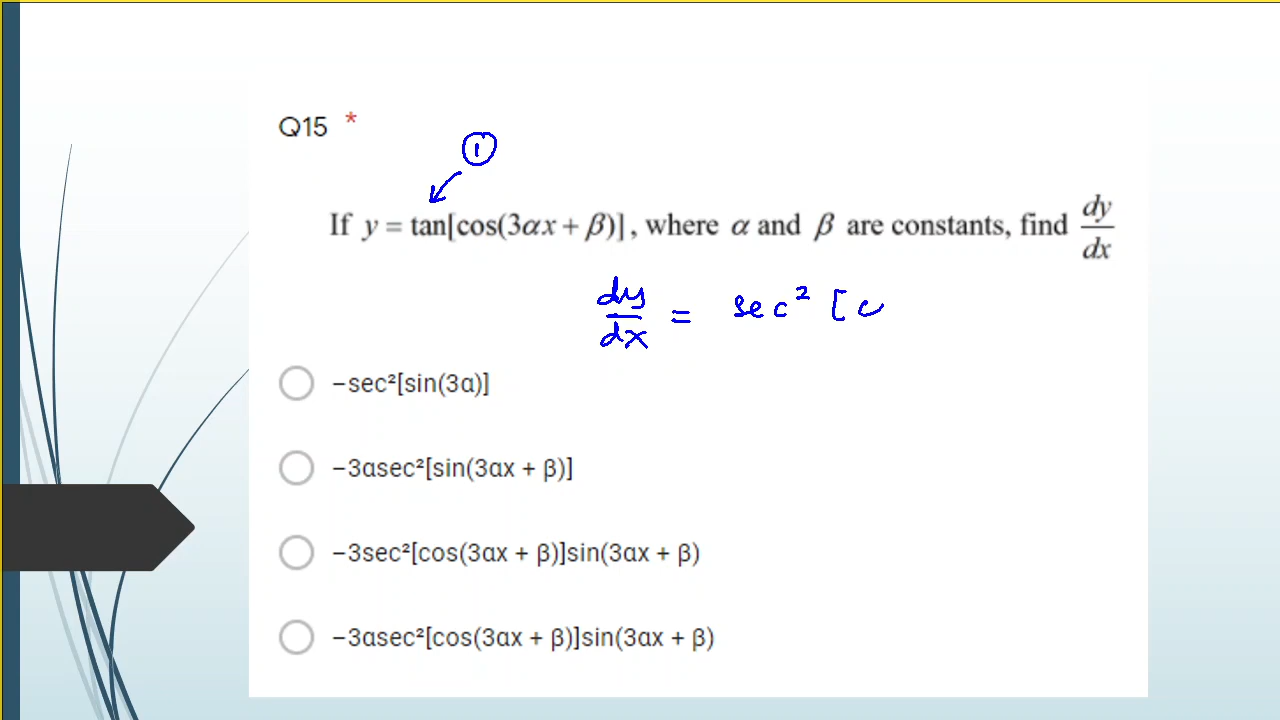 Q15 *
①
If y = tan[cos(3αx + β)], where α and β are constants, find dy/dx
dy/dx = sec² [c
−sec²[sin(3α)]
−3αsec²[sin(3αx + β)]
−3sec²[cos(3αx + β)]sin(3αx + β)
−3αsec²[cos(3αx + β)]sin(3αx + β)